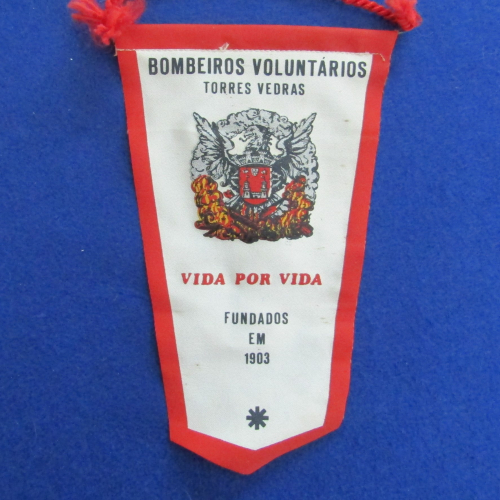 BOMBEIROS VOLUNTÁRIOS
TORRES VEDRAS
VIDA POR VIDA
FUNDADOS
EM
1903